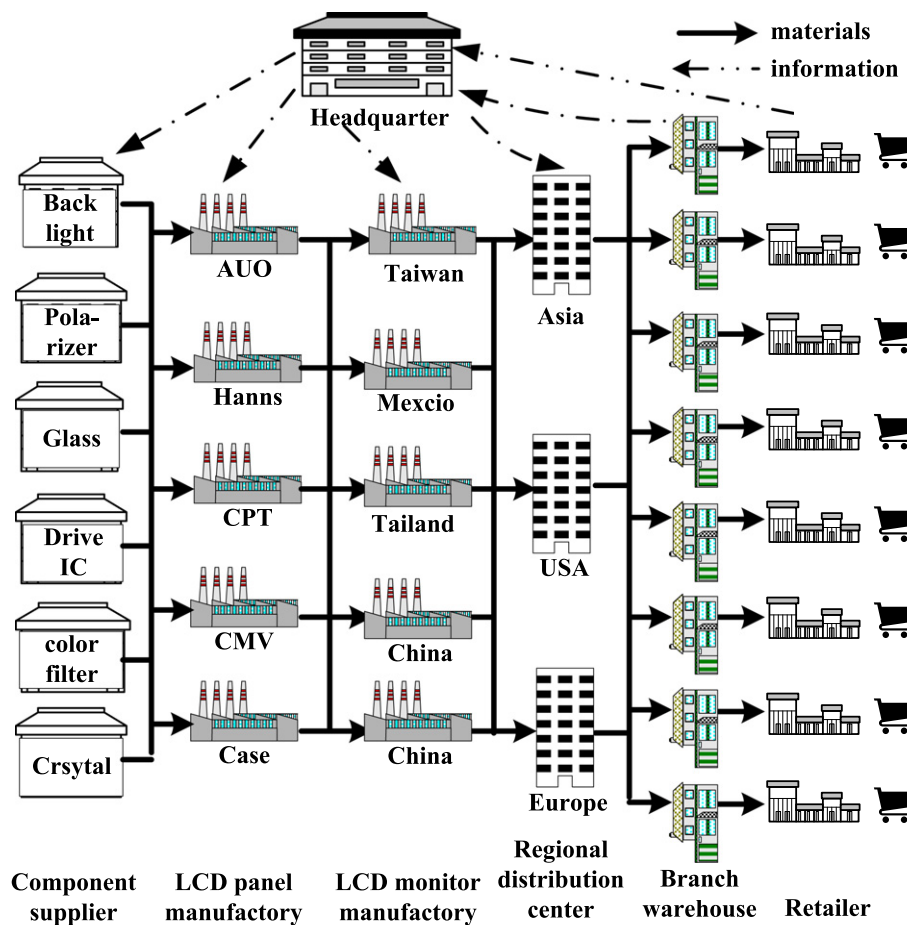 materials
information
Headquarter
Back
light
Pola-
rizer
Glass
Drive
IC
color
filter
Crsytal
AUO
Hanns
CPT
CMV
Case
Taiwan
Mexcio
Tailand
China
China
Asia
USA
Europe
Component
supplier
LCD panel
manufactory
LCD monitor
manufactory
Regional
distribution
center
Branch
warehouse
Retailer